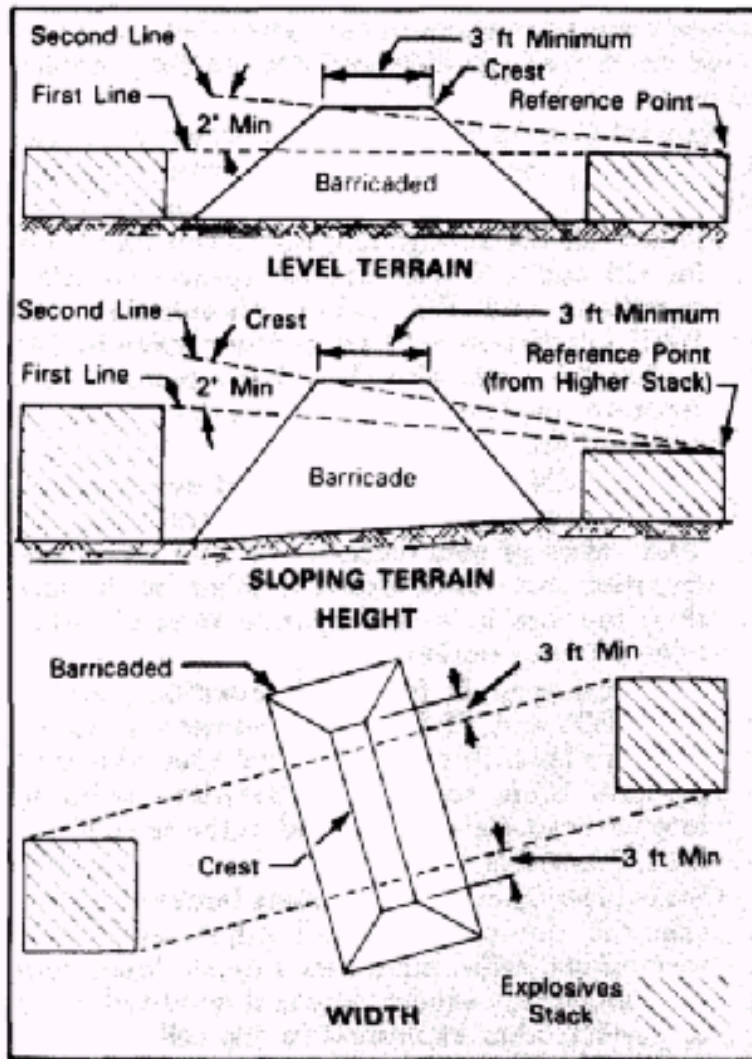 Second Line
3 ft Minimum
Crest
First Line
Reference Point
2° Min
Barricaded
LEVEL TERRAIN
Second Line
Crest
3 ft Minimum
First Line
2° Min
Reference Point
(from Higher Stack)
Barricade
SLOPING TERRAIN
HEIGHT
Barricaded
3 ft Min
Crest
3 ft Min
Explosives
Stack
WIDTH